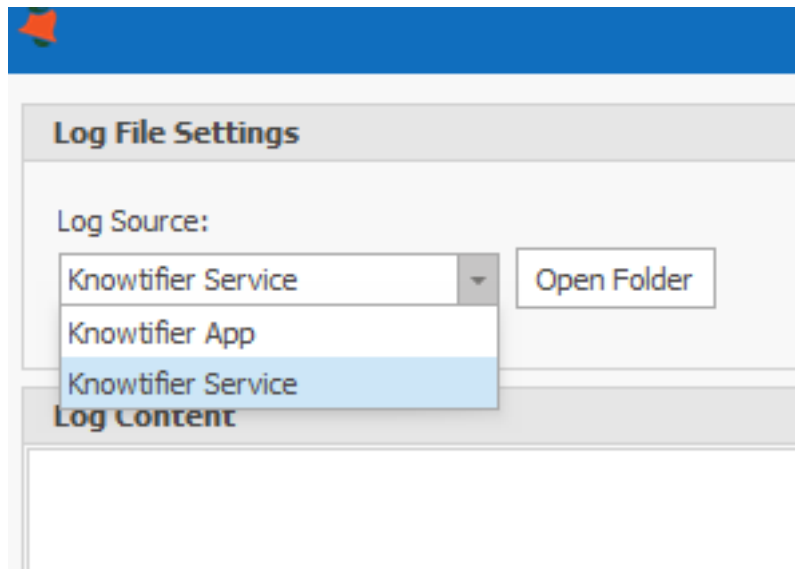 Log File Settings
Log Source:
Knowtifier Service
Open Folder
Knowtifier App
Knowtifier Service
Log Content